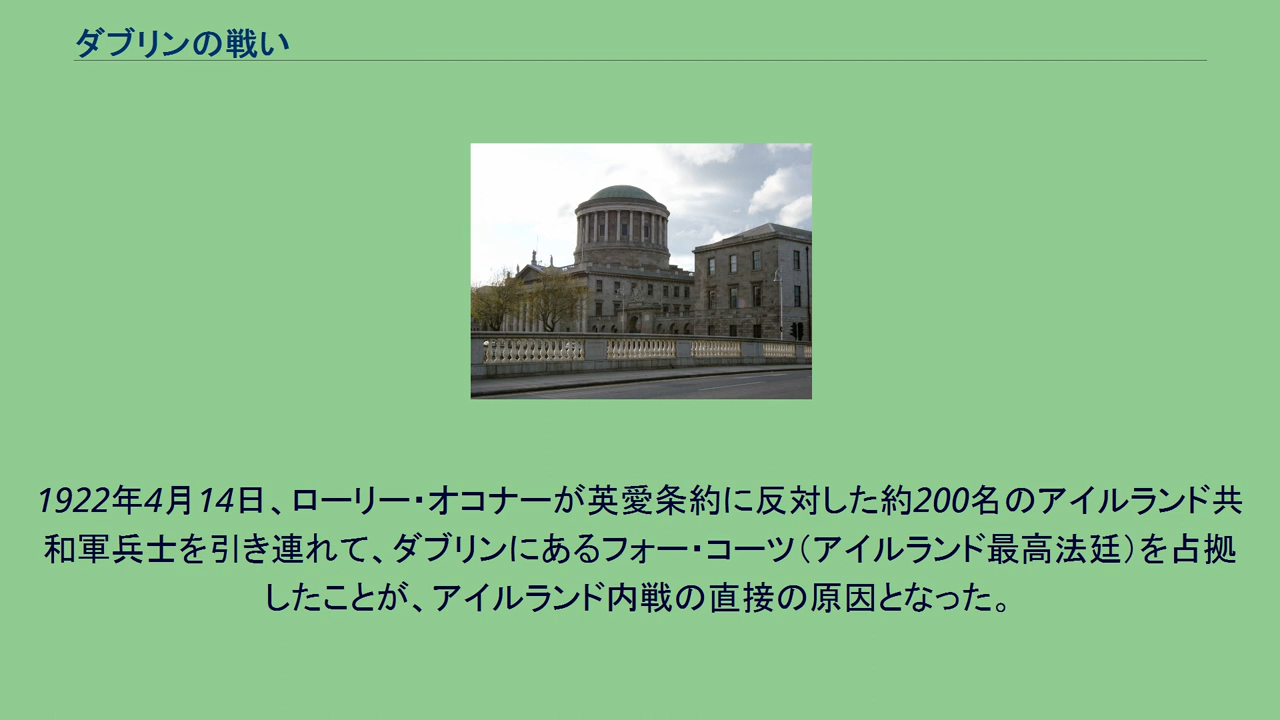 ダブリンの戦い
1922年4月14日、ローリー・オコナーが英愛条約に反対した約200名のアイルランド共
和軍兵士を引き連れて、ダブリンにあるフォー・コーツ（アイルランド最高法廷）を占拠
したことが、アイルランド内戦の直接の原因となった。